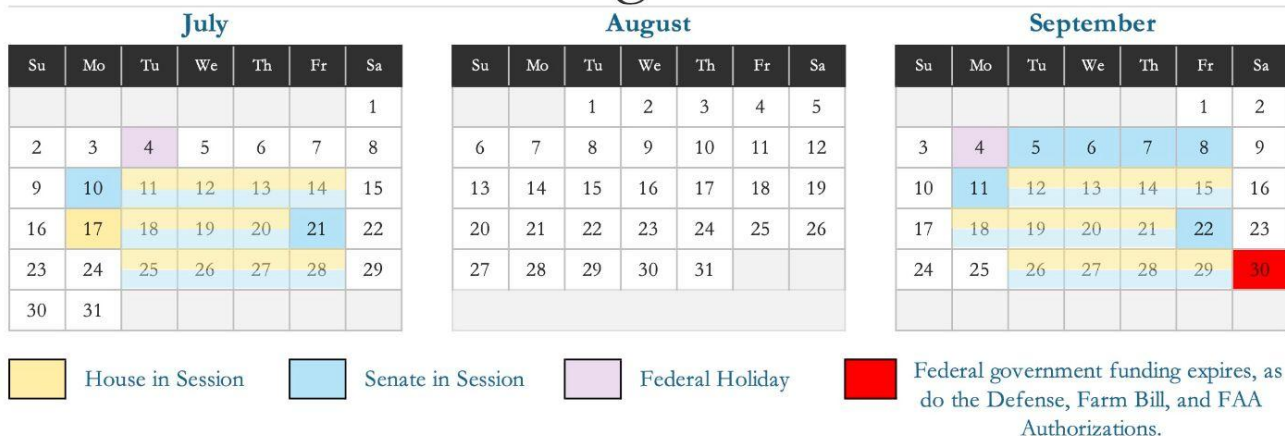 July August September
Su Mo Tu We Th Fr Sa Su Mo Tu We Th Fr Sa Su Mo Tu We Th Fr Sa
1 1 2 3 4 5 1 2
2 3 4 5 6 7 8 6 7 8 9 10 11 12 3 4 5 6 7 8 9
9 10 11 12 13 14 15 13 14 15 16 17 18 19 10 11 12 13 14 15 16
16 17 18 19 20 21 22 20 21 22 23 24 25 26 17 18 19 20 21 22 23
23 24 25 26 27 28 29 27 28 29 30 31 24 25 26 27 28 29 30
30 31
House in Session Senate in Session Federal Holiday Federal government funding expires, as
do the Defense, Farm Bill, and FAA
Authorizations.